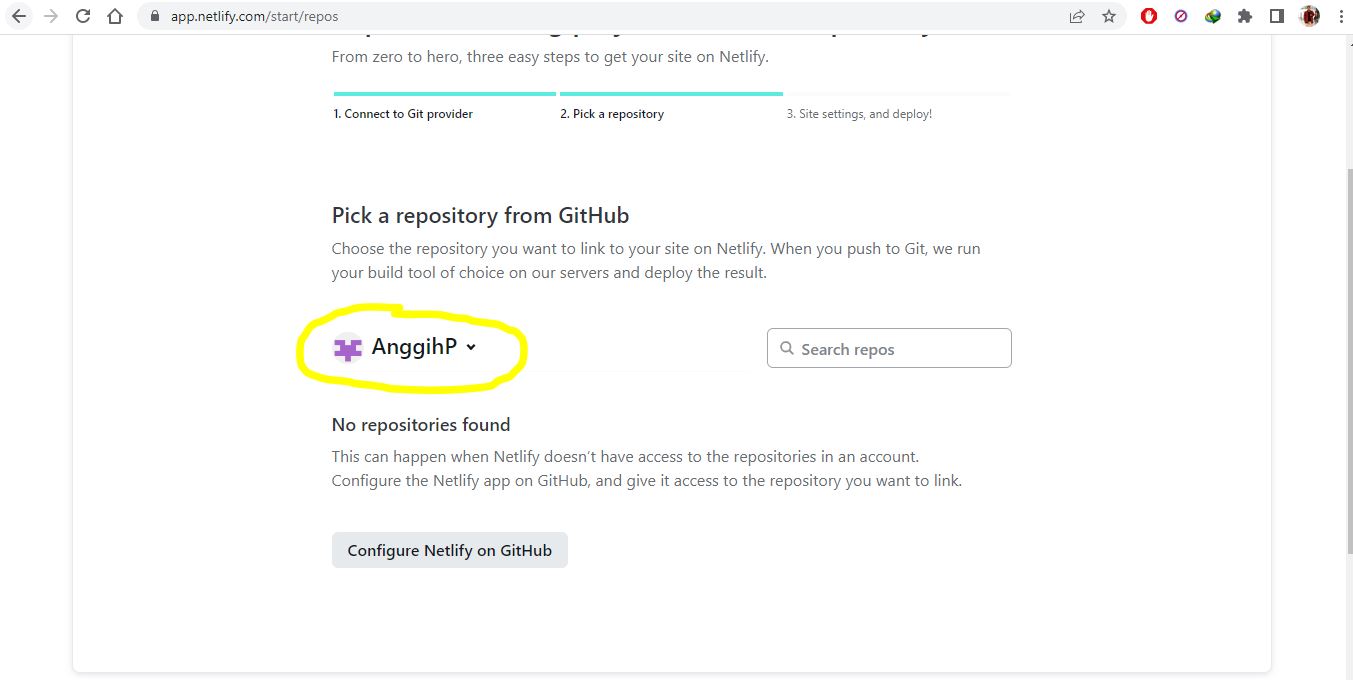 app.netlify.com/start/repos
From zero to hero, three easy steps to get your site on Netlify.
1. Connect to Git provider
2. Pick a repository
3. Site settings, and deploy!
Pick a repository from GitHub
Choose the repository you want to link to your site on Netlify. When you push to Git, we run
your build tool of choice on our servers and deploy the result.
AnggihP
Search repos
No repositories found
This can happen when Netlify doesn’t have access to the repositories in an account.
Configure the Netlify app on GitHub, and give it access to the repository you want to link.
Configure Netlify on GitHub